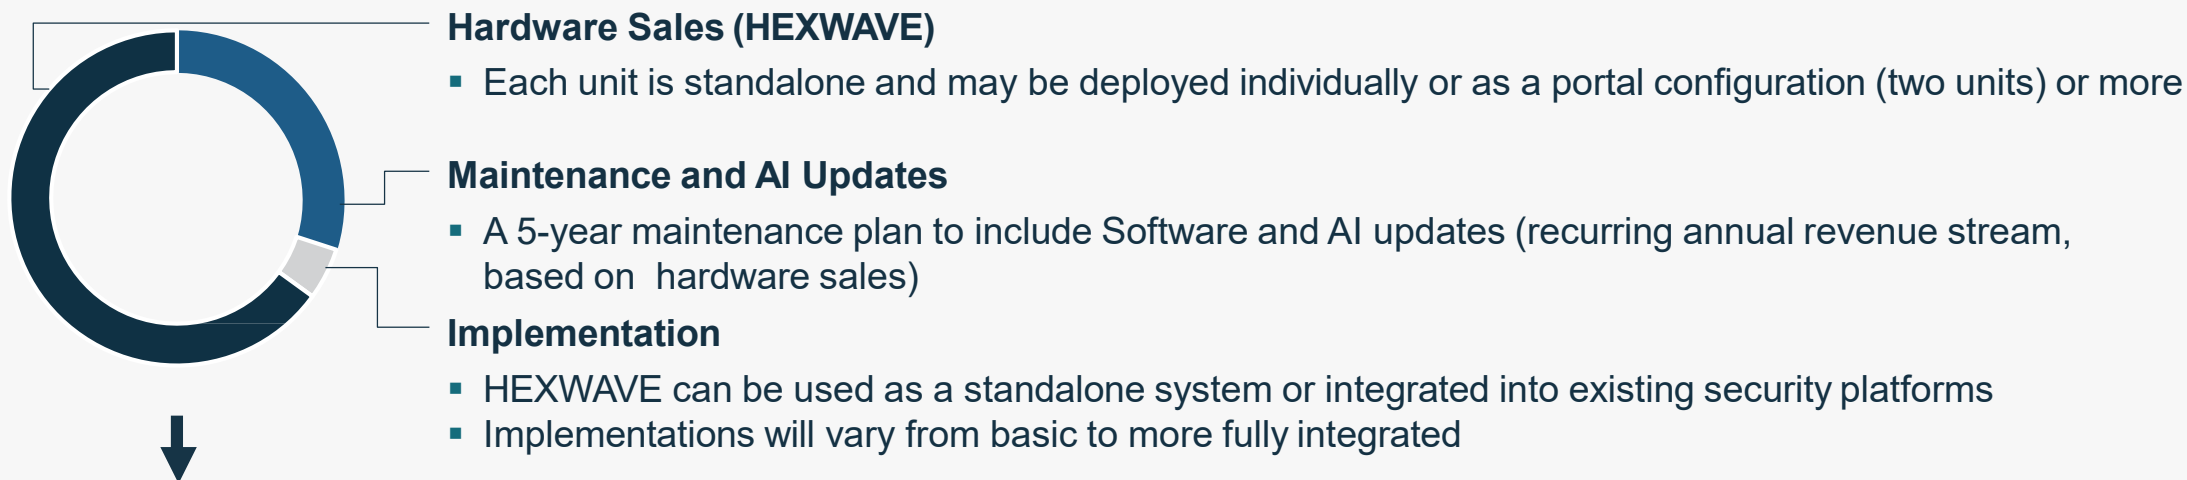 Hardware Sales (HEXWAVE)
▪ Each unit is standalone and may be deployed individually or as a portal configuration (two units) or more
Maintenance and AI Updates
▪ A 5-year maintenance plan to include Software and AI updates (recurring annual revenue stream,
based on  hardware sales)
Implementation
▪ HEXWAVE can be used as a standalone system or integrated into existing security platforms
▪ Implementations will vary from basic to more fully integrated